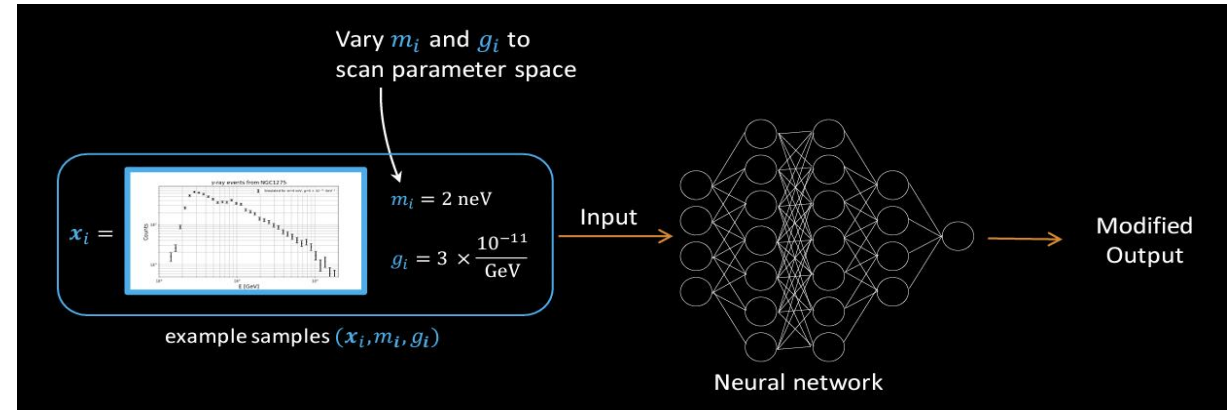 Vary mᵢ and gᵢ to
scan parameter space
γ-ray events from NGC1275
Counts
E [GeV]
xᵢ =
mᵢ = 2 neV
gᵢ = 3 × 10⁻¹¹/GeV
example samples (xᵢ,mᵢ,gᵢ)
Input
Neural network
Modified
Output